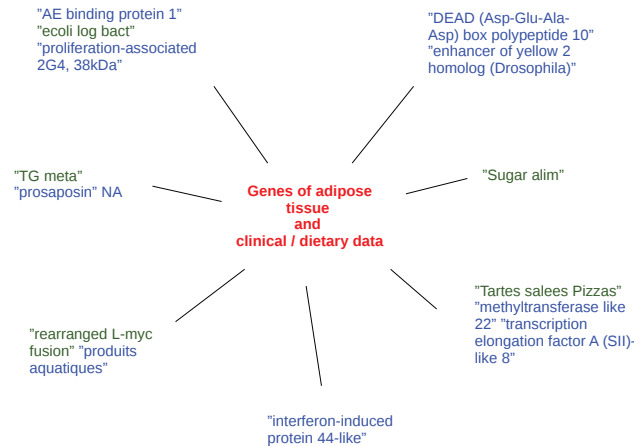 ”AE binding protein 1”
”ecoli log bact”
”proliferation-associated
2G4, 38kDa”
”DEAD (Asp-Glu-Ala-
Asp) box polypeptide 10”
”enhancer of yellow 2
homolog (Drosophila)”
”TG meta”
”prosaposin” NA
Genes of adipose
tissue
and
clinical / dietary data
”Sugar alim”
”Tartes salees Pizzas”
”methyltransferase like
22” ”transcription
elongation factor A (SII)-
like 8”
”rearranged L-myc
fusion” ”produits
aquatiques”
”interferon-induced
protein 44-like”